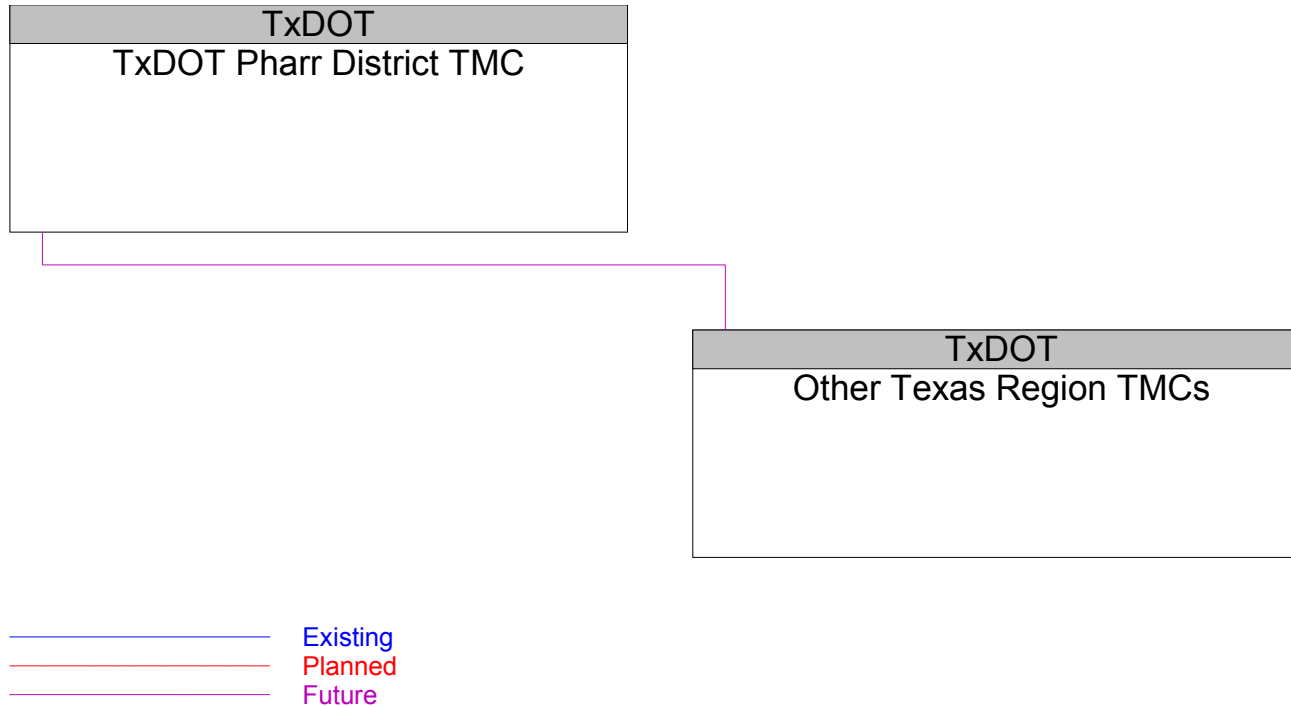 TxDOT
TxDOT Pharr District TMC
TxDOT
Other Texas Region TMCs
Existing
Planned
Future